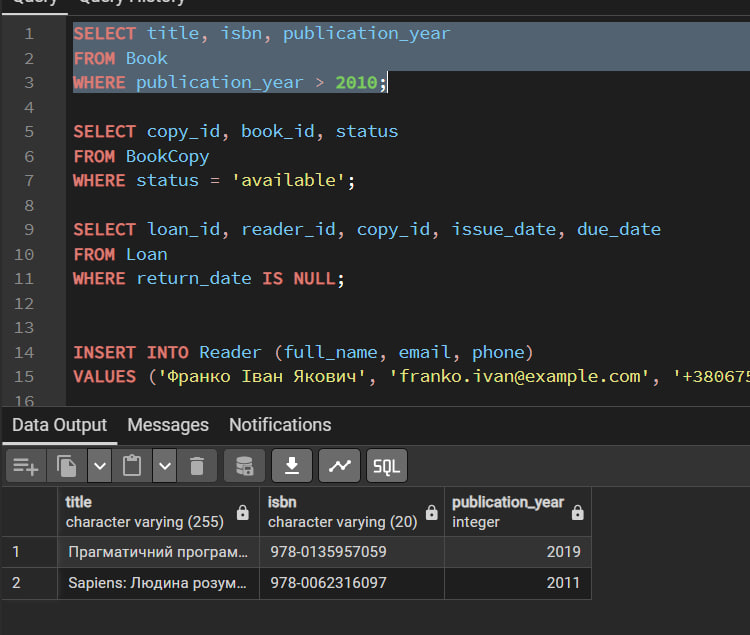 Query Query History
1 SELECT title, isbn, publication_year
2 FROM Book
3 WHERE publication_year > 2010;
4
5 SELECT copy_id, book_id, status
6 FROM BookCopy
7 WHERE status = 'available';
8
9 SELECT loan_id, reader_id, copy_id, issue_date, due_date
10 FROM Loan
11 WHERE return_date IS NULL;
12
13
14 INSERT INTO Reader (full_name, email, phone)
15 VALUES ('Франко Іван Якович', 'franko.ivan@example.com', '+380675
16
Data Output Messages Notifications
SQL
title isbn publication_year
character varying (255) character varying (20) integer
1 Прагматичний програм... 978-0135957059 2019
2 Sapiens: Людина розум... 978-0062316097 2011